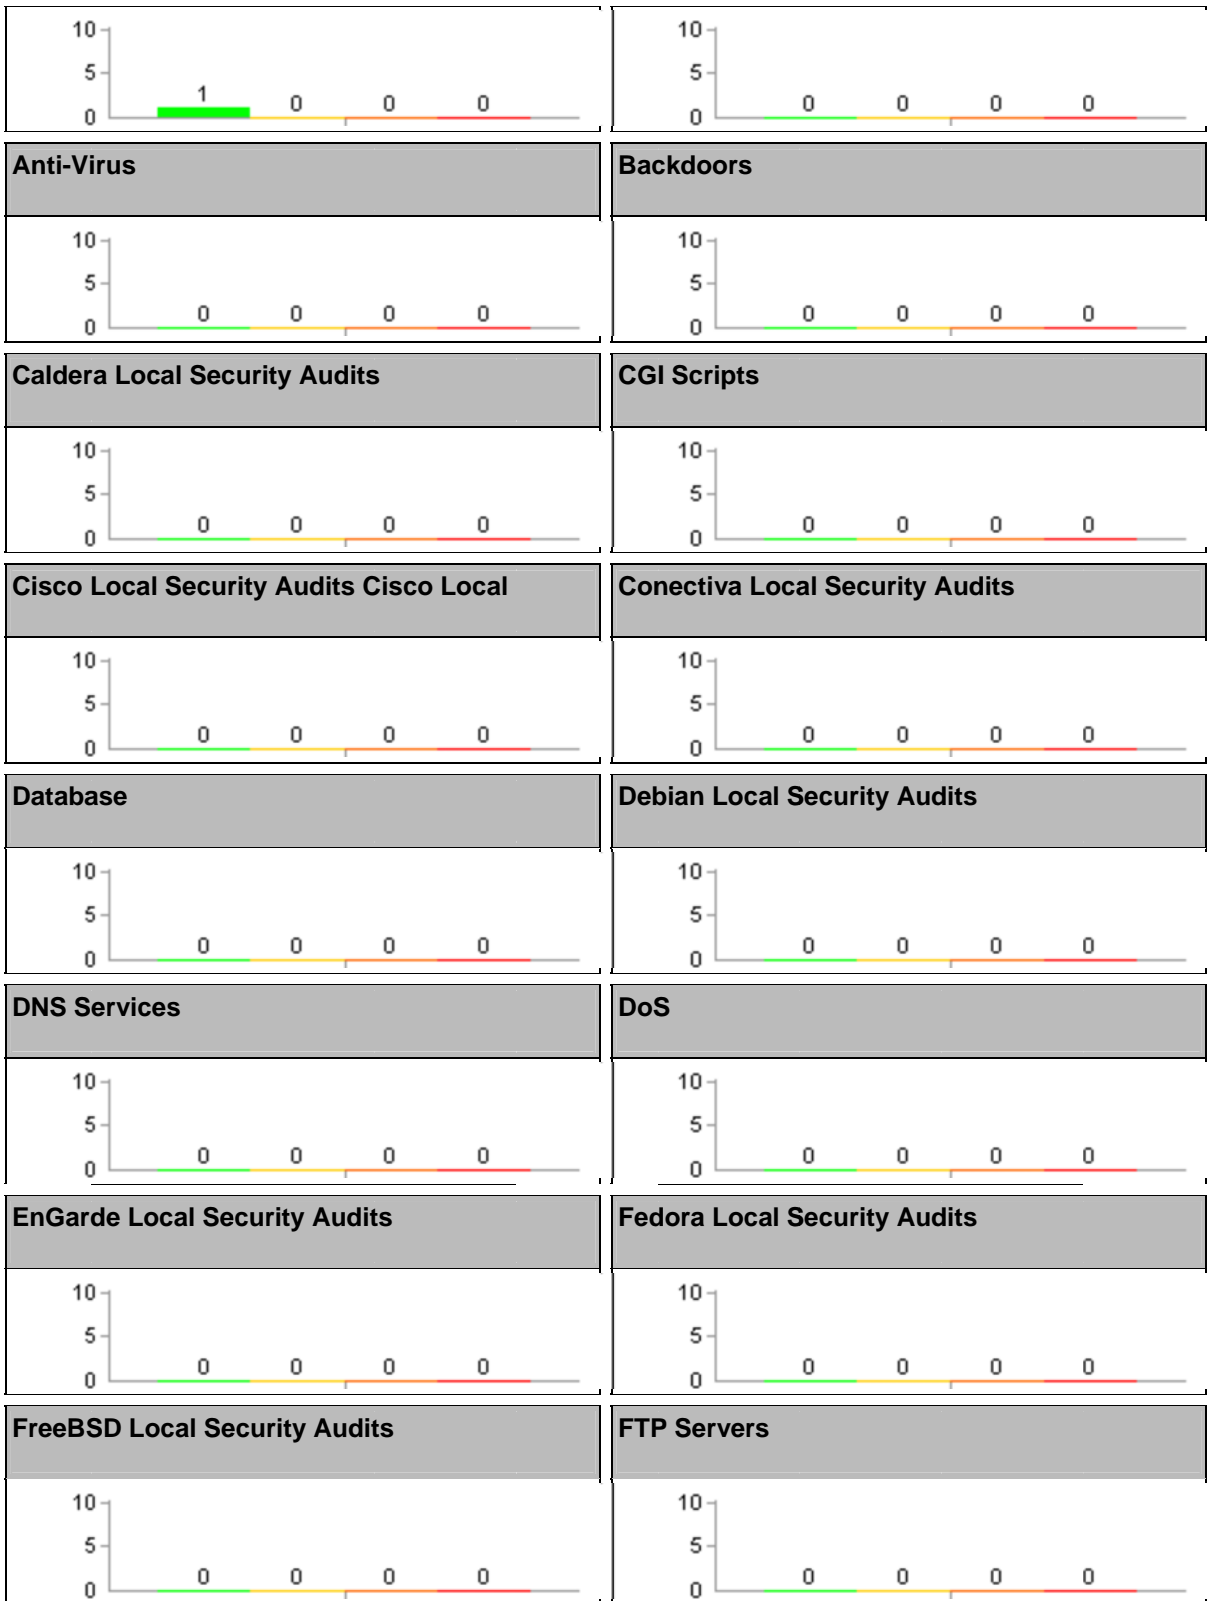 10
5
0
1 0 0 0
10
5
0
0 0 0 0
Anti-Virus
Backdoors
10
5
0
0 0 0 0
10
5
0
0 0 0 0
Caldera Local Security Audits
CGI Scripts
10
5
0
0 0 0 0
10
5
0
0 0 0 0
Cisco Local Security Audits Cisco Local
Conectiva Local Security Audits
10
5
0
0 0 0 0
10
5
0
0 0 0 0
Database
Debian Local Security Audits
10
5
0
0 0 0 0
10
5
0
0 0 0 0
DNS Services
DoS
10
5
0
0 0 0 0
10
5
0
0 0 0 0
EnGarde Local Security Audits
Fedora Local Security Audits
10
5
0
0 0 0 0
10
5
0
0 0 0 0
FreeBSD Local Security Audits
FTP Servers
10
5
0
0 0 0 0
10
5
0
0 0 0 0